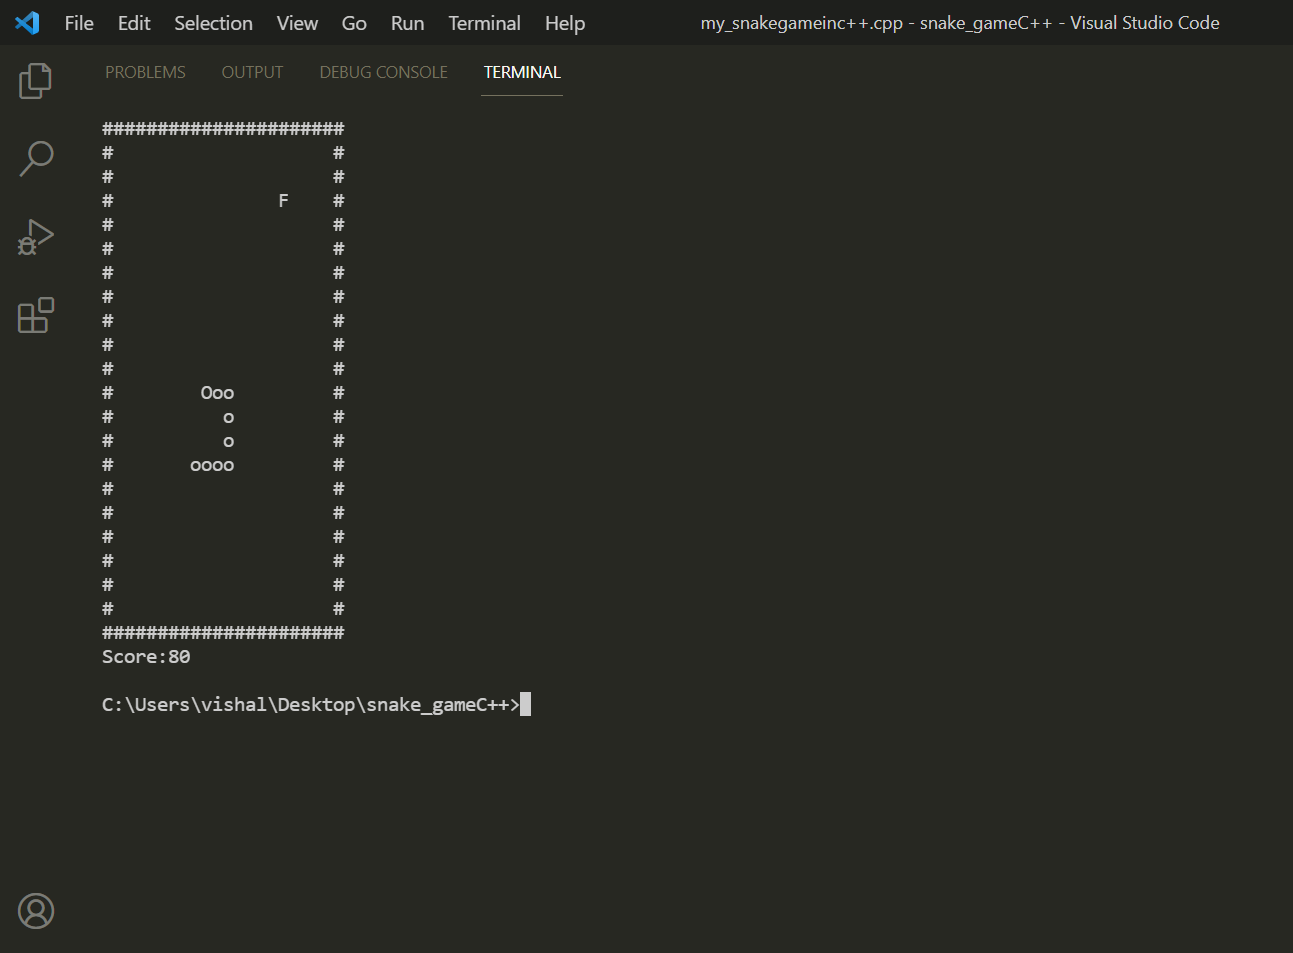 File Edit Selection View Go Run Terminal Help
my_snakegameinc++.cpp - snake_gameC++ - Visual Studio Code
PROBLEMS OUTPUT DEBUG CONSOLE TERMINAL
######################
#                    #
#                    #
#               F    #
#                    #
#                    #
#                    #
#                    #
#                    #
#                    #
#                    #
#        Ooo         #
#          o         #
#          o         #
#       oooo         #
#                    #
#                    #
#                    #
#                    #
#                    #
#                    #
######################
Score:80
C:\Users\vishal\Desktop\snake_gameC++>